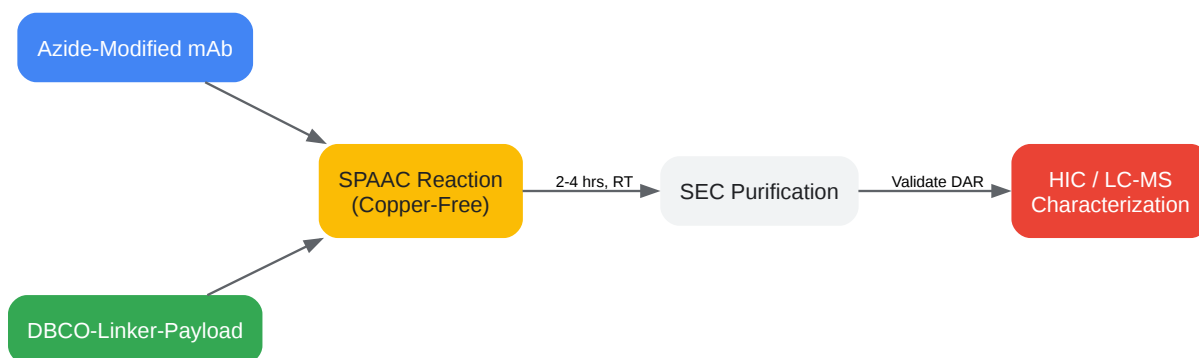 Azide-Modified mAb
SPAAC Reaction
(Copper-Free)
2-4 hrs, RT
SEC Purification
Validate DAR
HIC / LC-MS
Characterization
DBCO-Linker-Payload